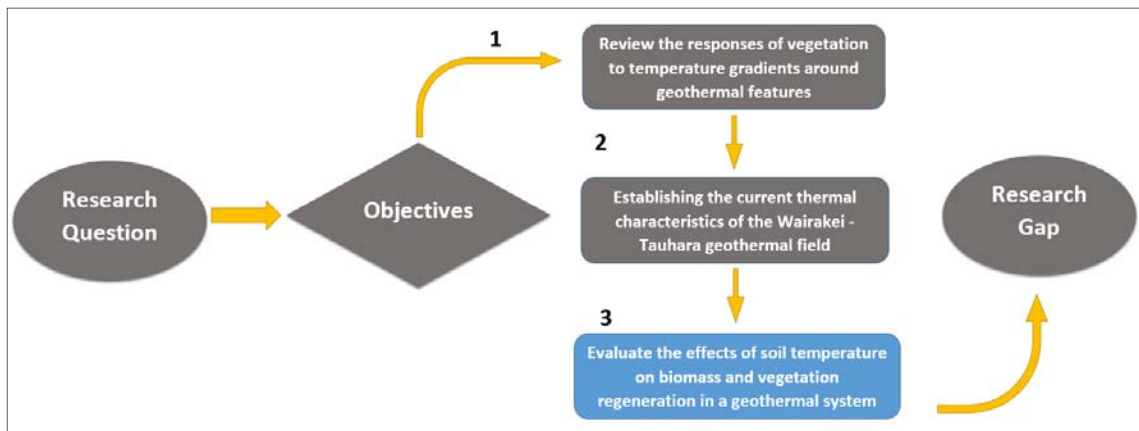 Research
Question
Objectives
1
Review the responses of vegetation
to temperature gradients around
geothermal features
2
Establishing the current thermal
characteristics of the Wairakei -
Tauhara geothermal field
3
Evaluate the effects of soil temperature
on biomass and vegetation
regeneration in a geothermal system
Research
Gap